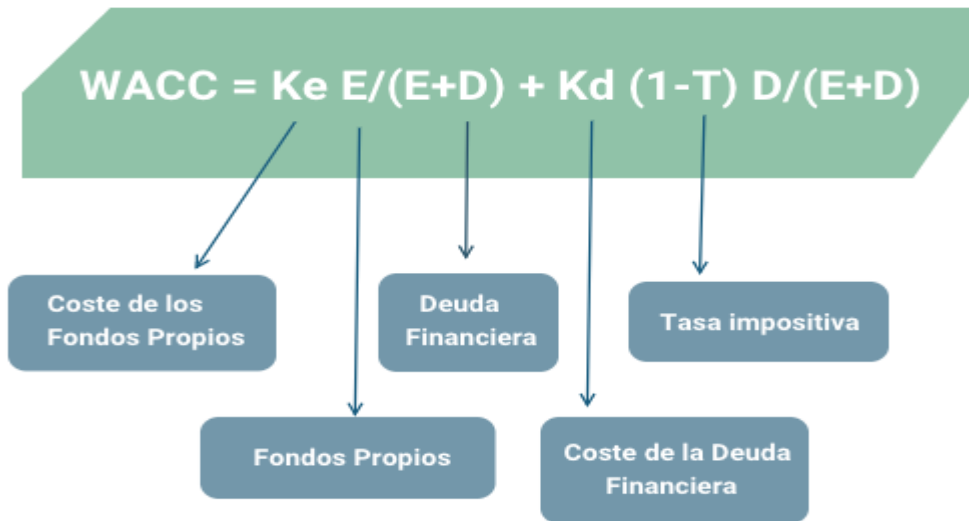 WACC = Ke E/(E+D) + Kd (1-T) D/(E+D)
Coste de los
Fondos Propios
Deuda
Financiera
Tasa impositiva
Fondos Propios
Coste de la Deuda
Financiera